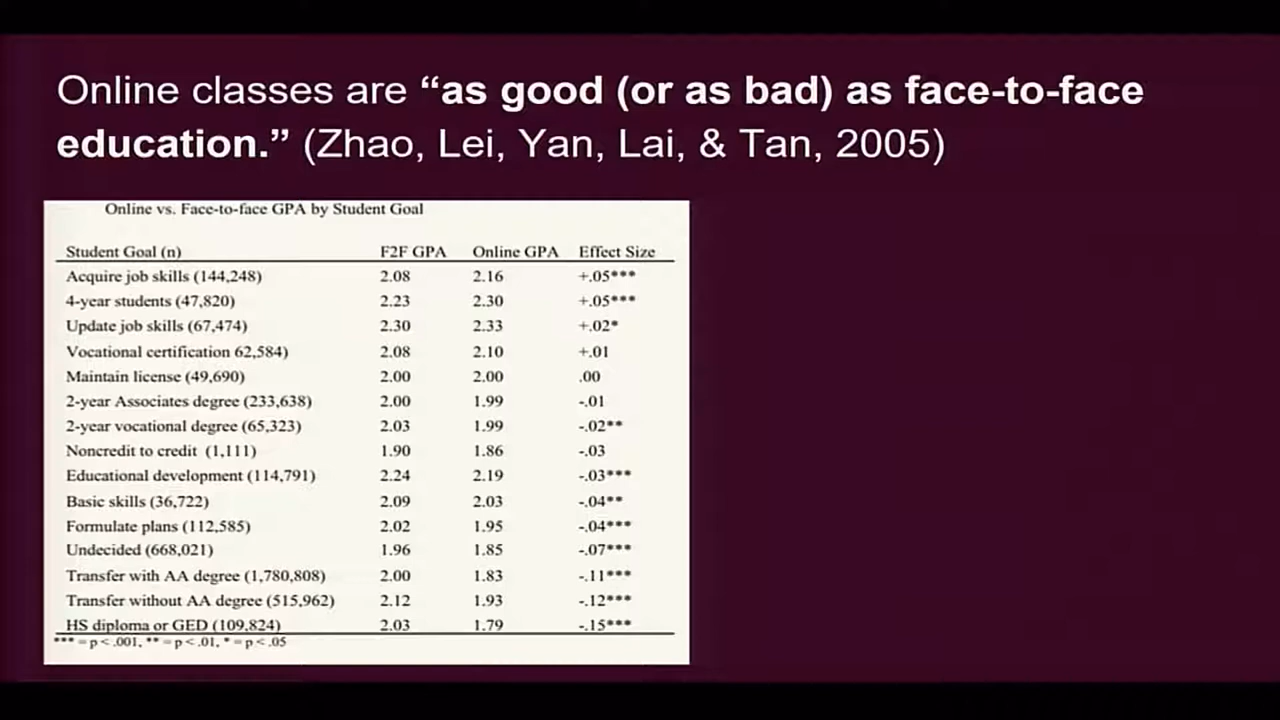 Online classes are “as good (or as bad) as face-to-face
education.” (Zhao, Lei, Yan, Lai, & Tan, 2005)
Online vs. Face-to-face GPA by Student Goal
Student Goal (n) F2F GPA Online GPA Effect Size
Acquire job skills (144,248) 2.08 2.16 +.05***
4-year students (47,820) 2.23 2.30 +.05***
Update job skills (67,474) 2.30 2.33 +.02*
Vocational certification 62,584) 2.08 2.10 +.01
Maintain license (49,690) 2.00 2.00 .00
2-year Associates degree (233,638) 2.00 1.99 -.01
2-year vocational degree (65,323) 2.03 1.99 -.02**
Noncredit to credit (1,111) 1.90 1.86 -.03
Educational development (114,791) 2.24 2.19 -.03***
Basic skills (36,722) 2.09 2.03 -.04**
Formulate plans (112,585) 2.02 1.95 -.04***
Undecided (668,021) 1.96 1.85 -.07***
Transfer with AA degree (1,780,808) 2.00 1.83 -.11***
Transfer without AA degree (515,962) 2.12 1.93 -.12***
HS diploma or GED (109,824) 2.03 1.79 -.15***
*** = p < .001, ** = p < .01, * = p < .05